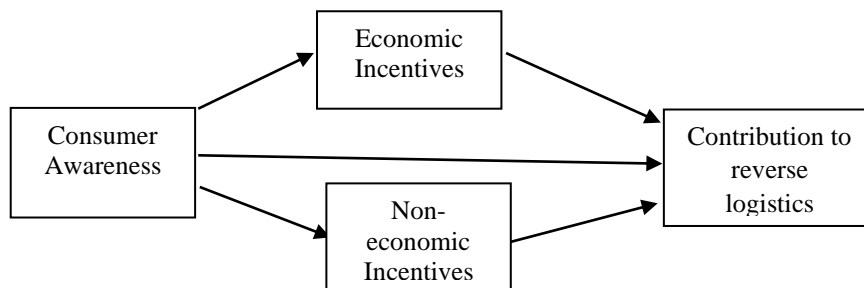 Economic
Incentives
Consumer
Awareness
Contribution to
reverse
logistics
Non-
economic
Incentives